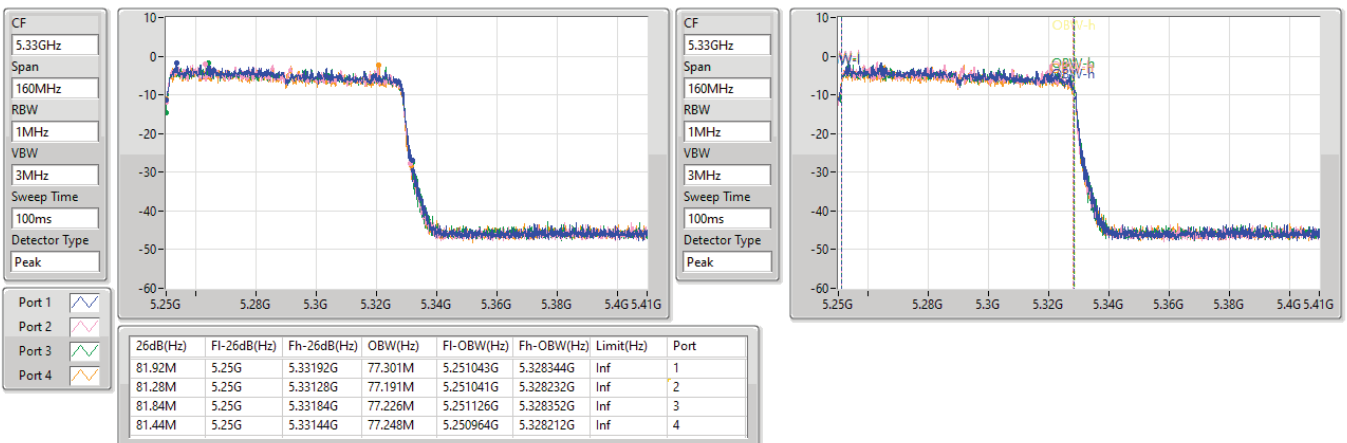 CF
5.33GHz
Span
160MHz
RBW
1MHz
VBW
3MHz
Sweep Time
100ms
Detector Type
Peak
10
0
-10
-20
-30
-40
-50
-60
5.25G 5.28G 5.3G 5.32G 5.34G 5.36G 5.38G 5.4G 5.41G
CF
5.33GHz
Span
160MHz
RBW
1MHz
VBW
3MHz
Sweep Time
100ms
Detector Type
Peak
10
0
-10
-20
-30
-40
-50
-60
OBW-h
OBW-h
OBW-h
W-l
5.25G 5.28G 5.3G 5.32G 5.34G 5.36G 5.38G 5.4G 5.41G
Port 1
Port 2
Port 3
Port 4
26dB(Hz) Fl-26dB(Hz) Fh-26dB(Hz) OBW(Hz) Fl-OBW(Hz) Fh-OBW(Hz) Limit(Hz) Port
81.92M 5.25G 5.33192G 77.301M 5.251043G 5.328344G Inf 1
81.28M 5.25G 5.33128G 77.191M 5.251041G 5.328232G Inf 2
81.84M 5.25G 5.33184G 77.226M 5.251126G 5.328352G Inf 3
81.44M 5.25G 5.33144G 77.248M 5.250964G 5.328212G Inf 4